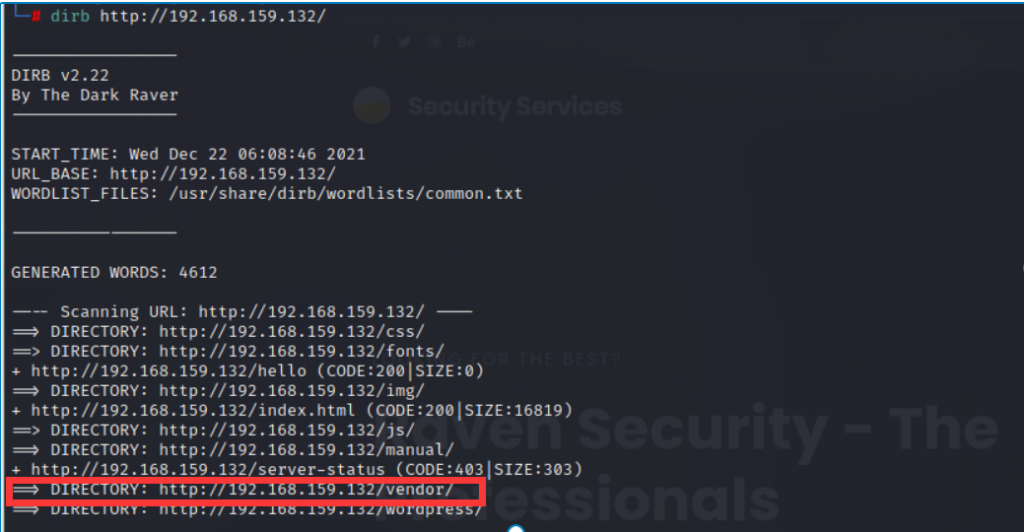 # dirb http://192.168.159.132/
f Bē
DIRB v2.22
By The Dark Raver
Security Services
START_TIME: Wed Dec 22 06:08:46 2021
URL_BASE: http://192.168.159.132/
WORDLIST_FILES: /usr/share/dirb/wordlists/common.txt
GENERATED WORDS: 4612
---- Scanning URL: http://192.168.159.132/ ----
==> DIRECTORY: http://192.168.159.132/css/
==> DIRECTORY: http://192.168.159.132/fonts/
FOR THE BEST?
+ http://192.168.159.132/hello (CODE:200|SIZE:0)
==> DIRECTORY: http://192.168.159.132/img/
+ http://192.168.159.132/index.html (CODE:200|SIZE:16819)
==> DIRECTORY: http://192.168.159.132/js/
Raven Security - The
==> DIRECTORY: http://192.168.159.132/manual/
+ http://192.168.159.132/server-status (CODE:403|SIZE:303)
==> DIRECTORY: http://192.168.159.132/vendor/
Professionals
==> DIRECTORY: http://192.168.159.132/wordpress/